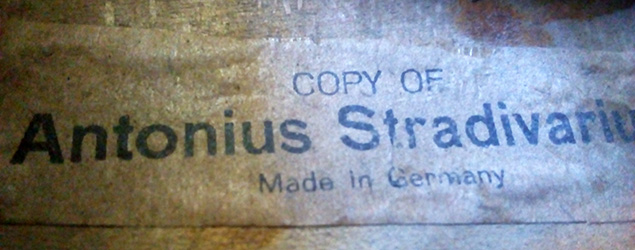 COPY OF
Antonius Stradivariu
Made in Germany